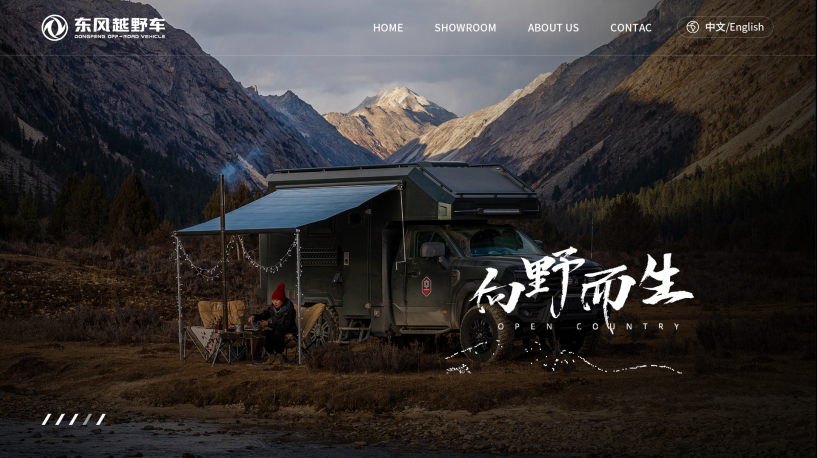 东风越野车
DONGFENG OFF-ROAD VEHICLE
HOME
SHOWROOM
ABOUT US
CONTAC
中文/English
向野而生
OPEN COUNTRY